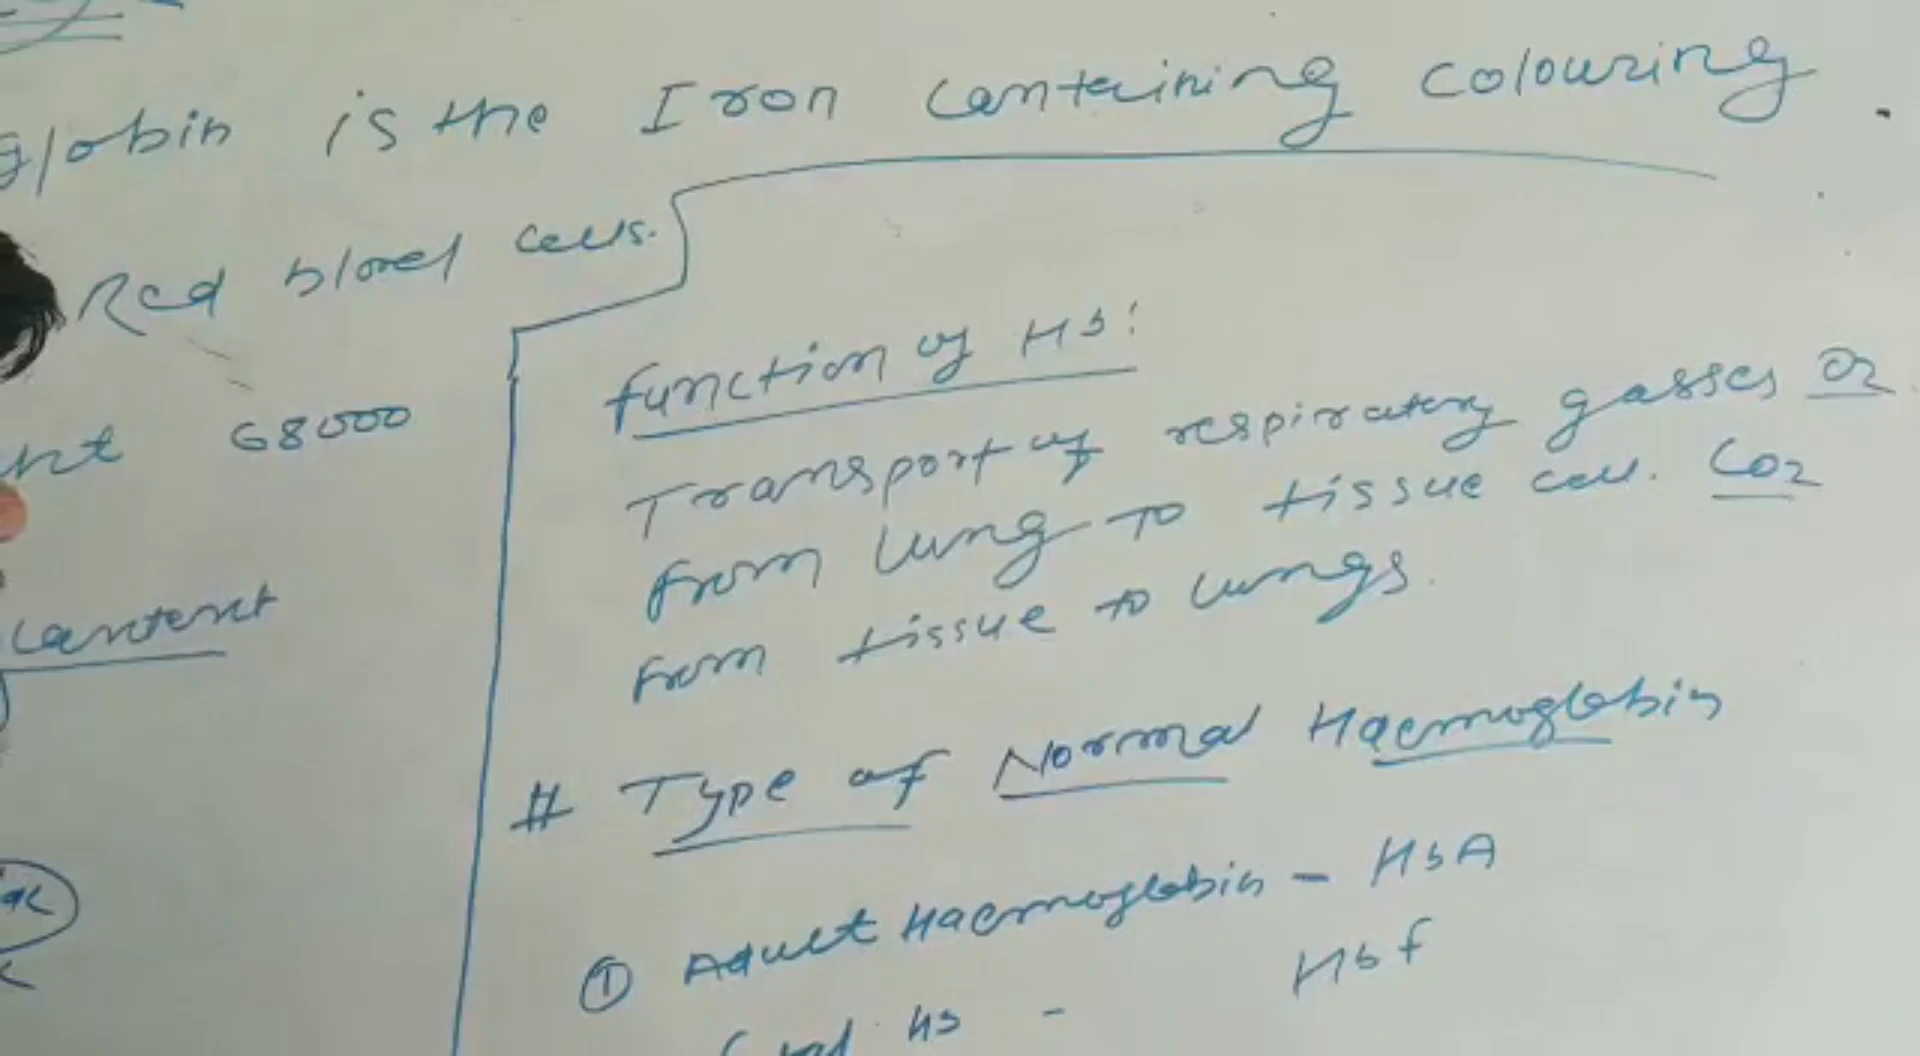 globin is the Iron containing colouring
Red blood cells.
68000
content
function of Hb:
Transport of respiratory gasses O2
from lung to tissue cell. CO2
from tissue to lungs.
# Type of Normal Haemoglobin
① Adult Haemoglobin - HbA
Hb - Hbf